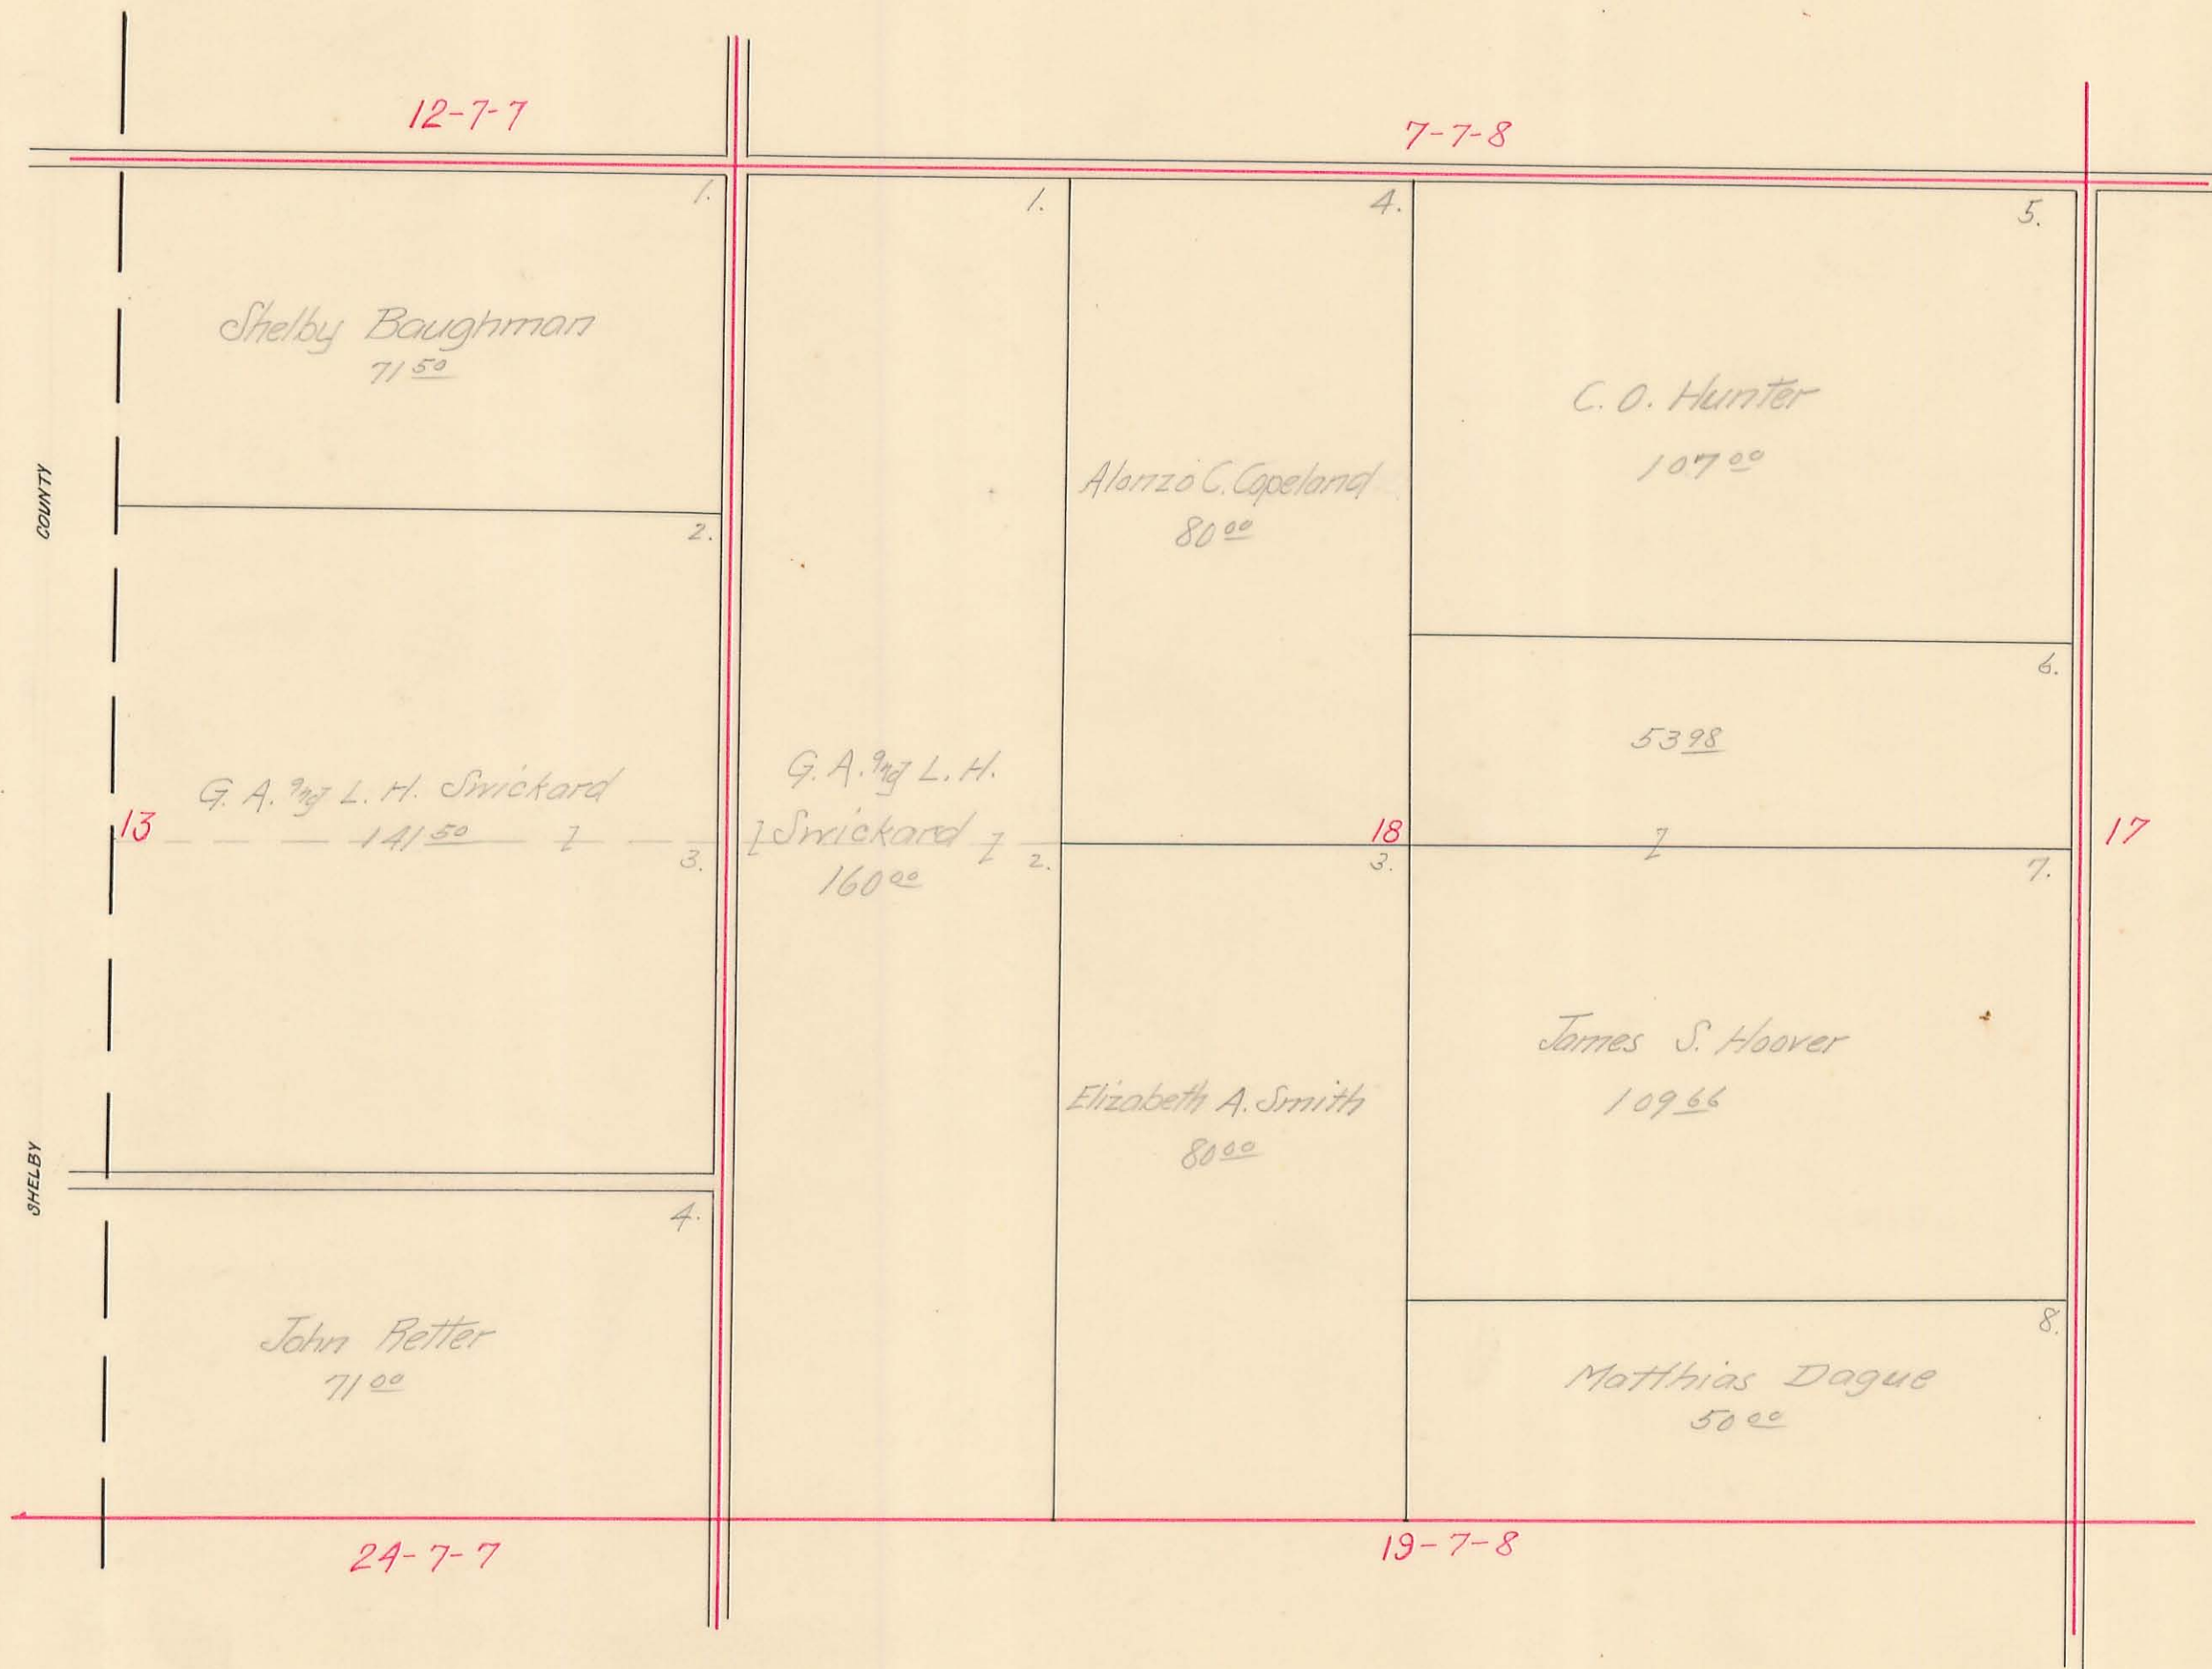 12-7-7
7-7-8
1.
1.
4.
5.
Shelby Baughman
71 50
C. O. Hunter
107 00
COUNTY
Alonzo C. Copeland
80 00
2.
6.
53 98
G. A. and L. H. Swickard
141 50
G. A. and L. H.
Swickard
160 00
13
18
17
3.
2.
3.
7.
James S. Hoover
109 66
Elizabeth A. Smith
80 00
SHELBY
4.
8.
John Retter
71 00
Matthias Dague
50 00
24-7-7
19-7-8